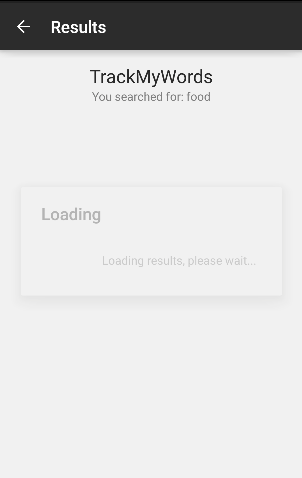 Results
TrackMyWords
You searched for: food
Loading
Loading results, please wait...